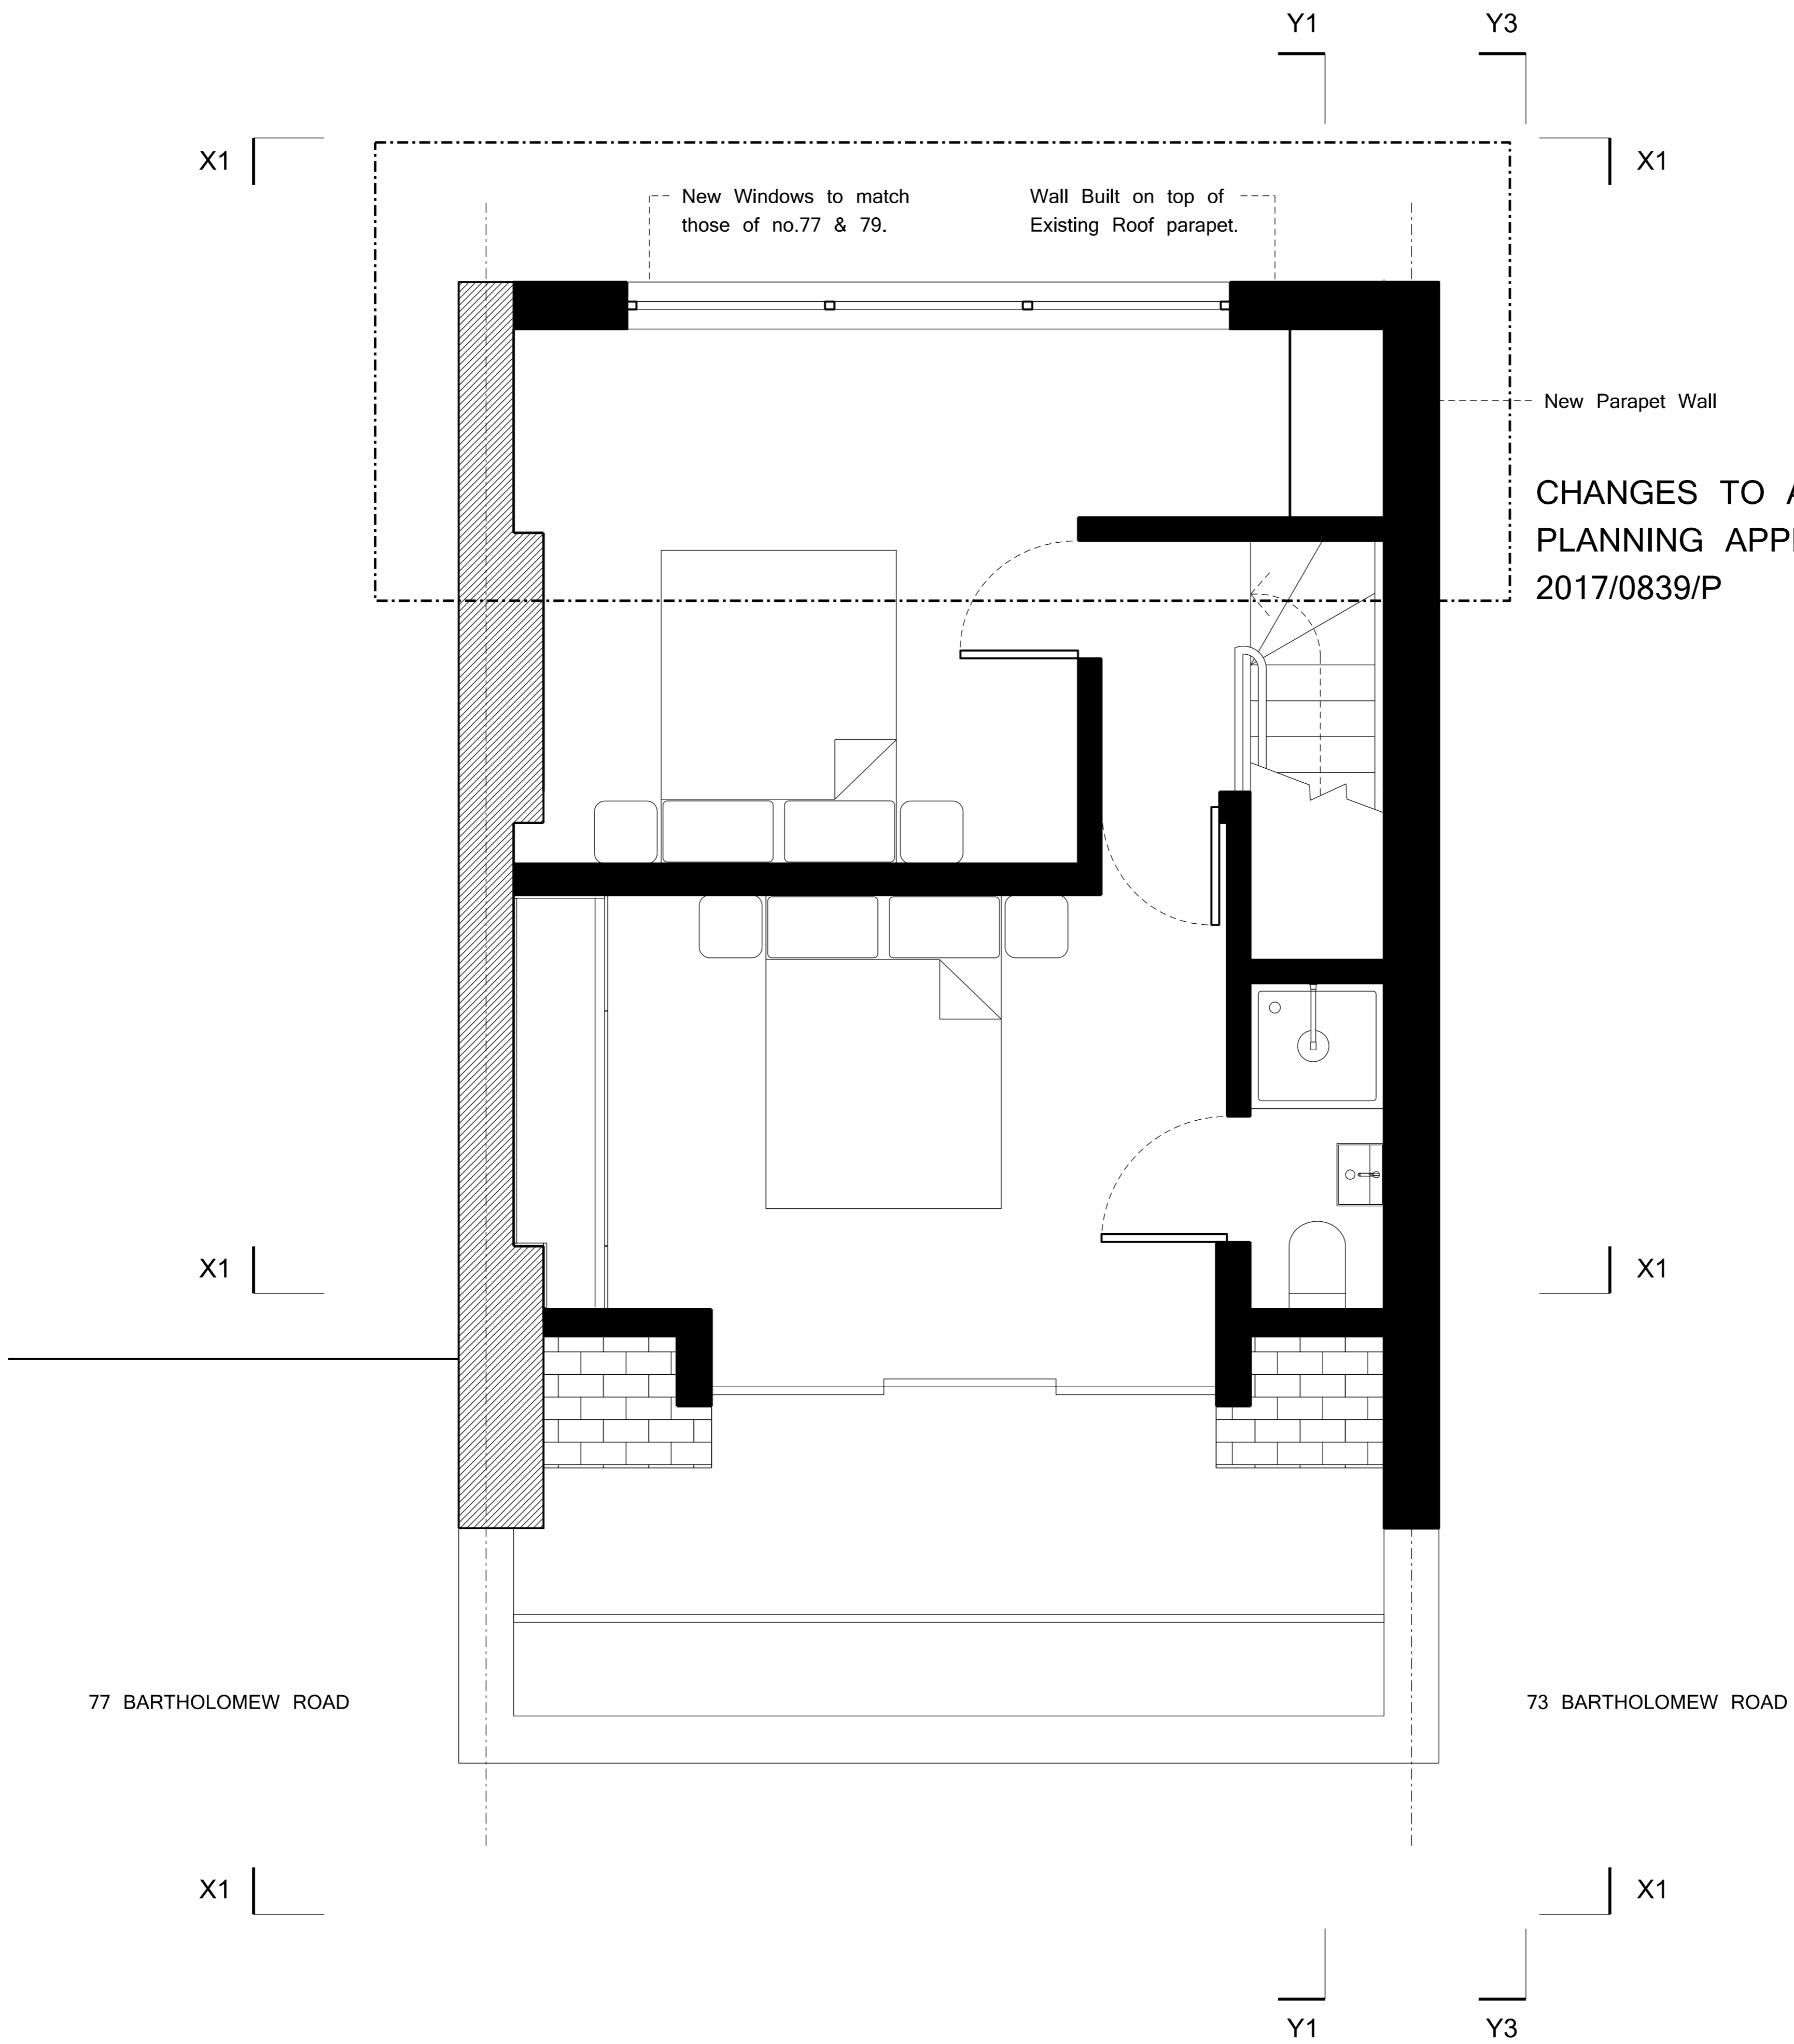 Y1 Y3
X1 X1
New Windows to match
those of no.77 & 79.
Wall Built on top of
Existing Roof parapet.
New Parapet Wall
CHANGES TO
PLANNING
2017/0839/P
X1 X1
77 BARTHOLOMEW ROAD
73 BARTHOLOMEW ROAD
X1 X1
Y1 Y3